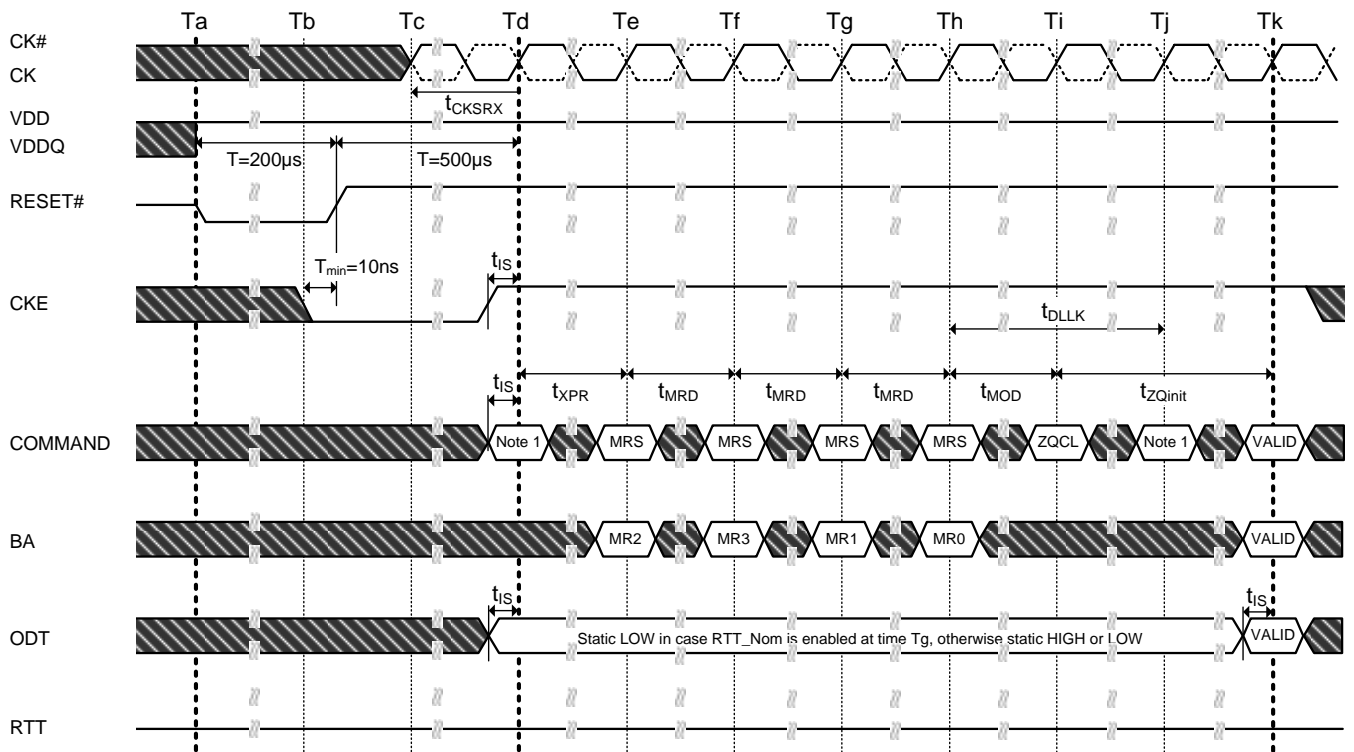 Ta Tb Tc Td Te Tf Tg Th Ti Tj Tk
CK#
CK
tCKSRX
VDD
VDDQ
T=200µs T=500µs
RESET#
Tmin=10ns tIS
CKE
tDLLK
tIS tXPR tMRD tMRD tMRD tMOD tZQinit
COMMAND Note 1 MRS MRS MRS MRS ZQCL Note 1 VALID
BA MR2 MR3 MR1 MR0 VALID
tIS tIS
ODT Static LOW in case RTT_Nom is enabled at time Tg, otherwise static HIGH or LOW VALID
RTT